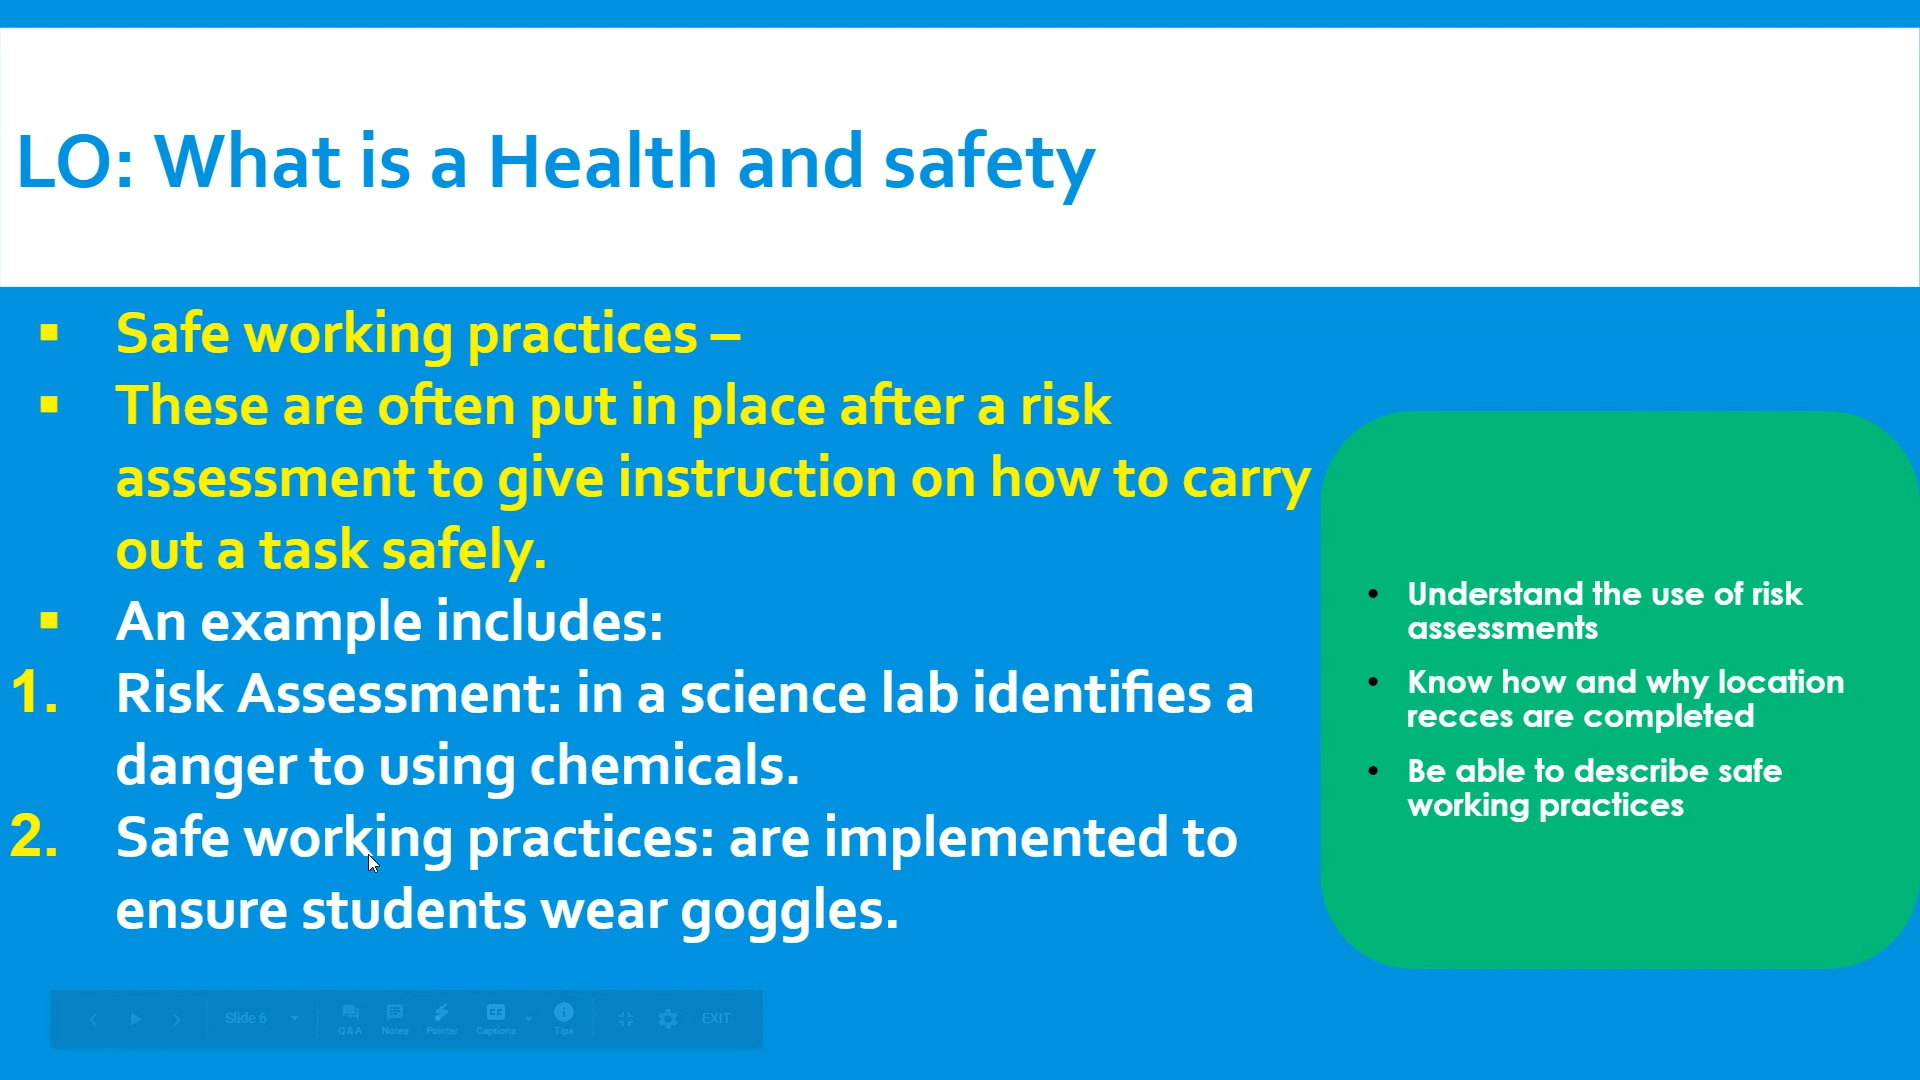 LO: What is a Health and safety
▪ Safe working practices –
▪ These are often put in place after a risk
assessment to give instruction on how to carry
out a task safely.
▪ An example includes:
1. Risk Assessment: in a science lab identifies a
danger to using chemicals.
2. Safe working practices: are implemented to
ensure students wear goggles.
• Understand the use of risk
assessments
• Know how and why location
recces are completed
• Be able to describe safe
working practices
Slide 6
Q & A Notes Pointer Captions Tips
EXIT